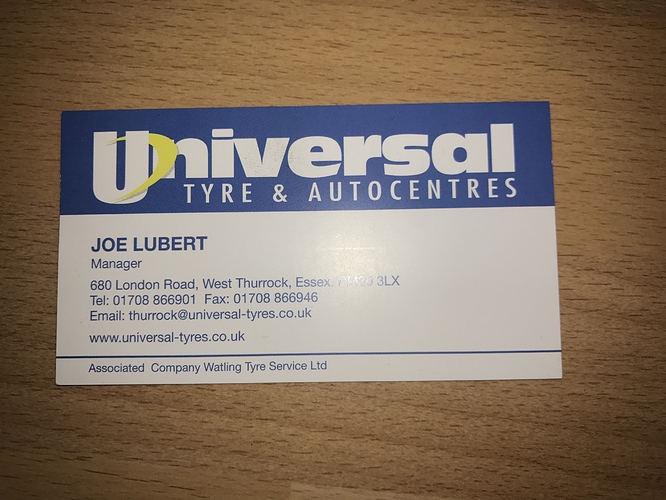 Universal
TYRE & AUTOCENTRES
JOE LUBERT
Manager
680 London Road, West Thurrock, Essex. 3LX
Tel: 01708 866901 Fax: 01708 866946
Email: thurrock@universal-tyres.co.uk
www.universal-tyres.co.uk
Associated Company Watling Tyre Service Ltd